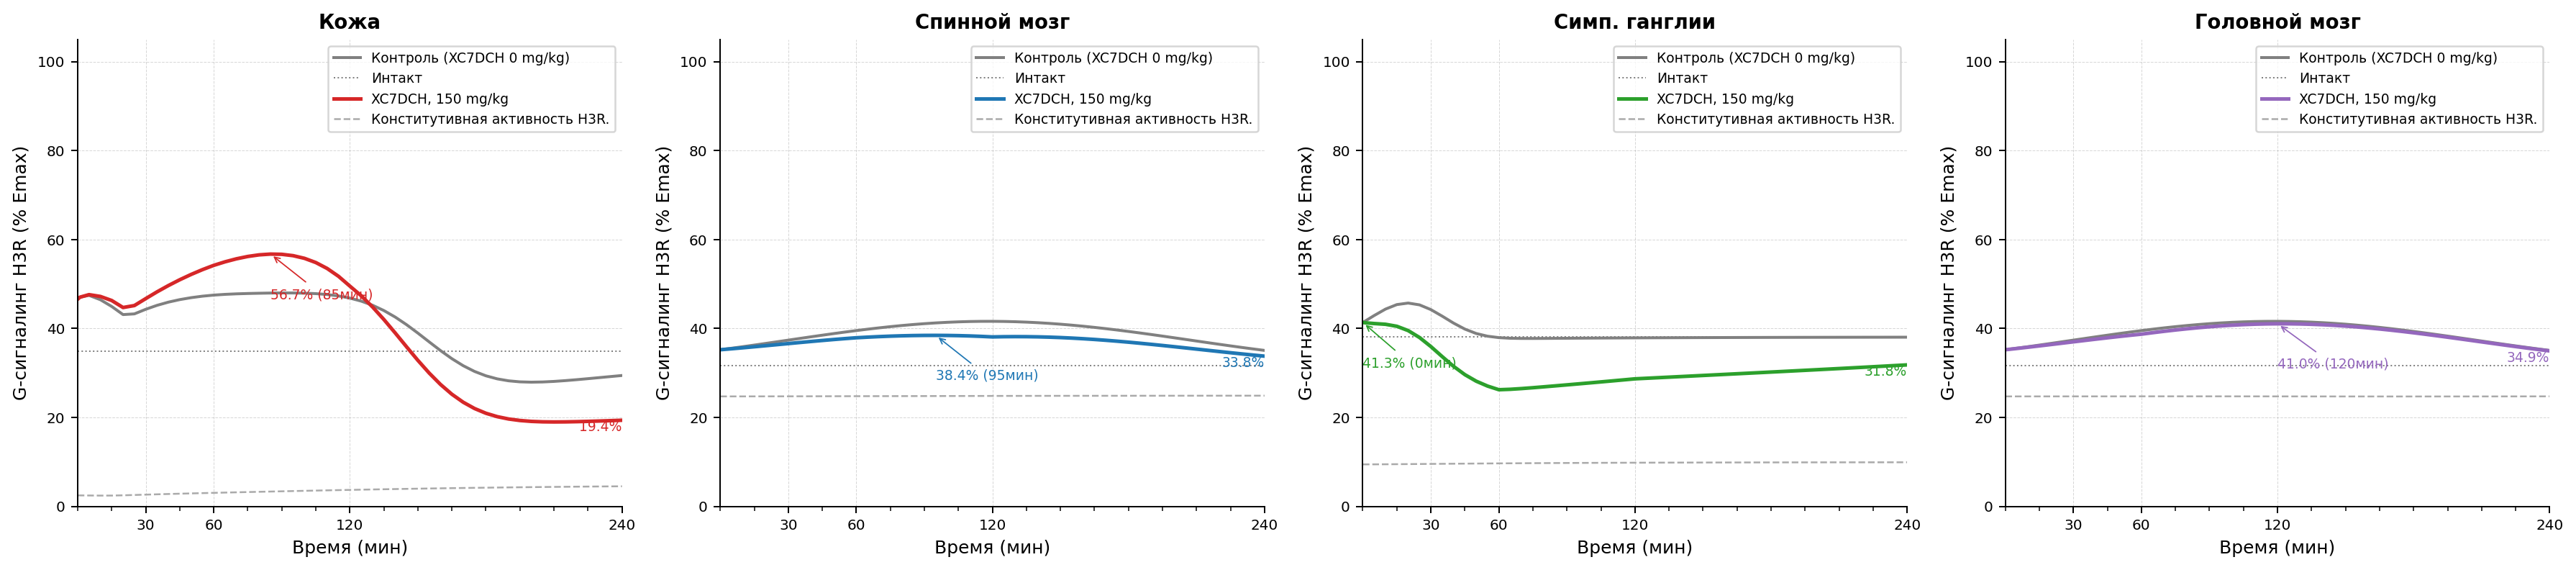 Кожа
Контроль (XC7DCH 0 mg/kg)
Интакт
XC7DCH, 150 mg/kg
Конститутивная активность H3R.
G-сигналинг H3R (% Emax)
100
80
60
40
20
0
56.7% (85мин)
19.4%
30
60
120
240
Время (мин)
Спинной мозг
Контроль (XC7DCH 0 mg/kg)
Интакт
XC7DCH, 150 mg/kg
Конститутивная активность H3R.
G-сигналинг H3R (% Emax)
100
80
60
40
20
0
38.4% (95мин)
33.8%
30
60
120
240
Время (мин)
Симп. ганглии
Контроль (XC7DCH 0 mg/kg)
Интакт
XC7DCH, 150 mg/kg
Конститутивная активность H3R.
G-сигналинг H3R (% Emax)
100
80
60
40
20
0
41.3% (0мин)
31.8%
30
60
120
240
Время (мин)
Головной мозг
Контроль (XC7DCH 0 mg/kg)
Интакт
XC7DCH, 150 mg/kg
Конститутивная активность H3R.
G-сигналинг H3R (% Emax)
100
80
60
40
20
0
41.0% (120мин)
34.9%
30
60
120
240
Время (мин)